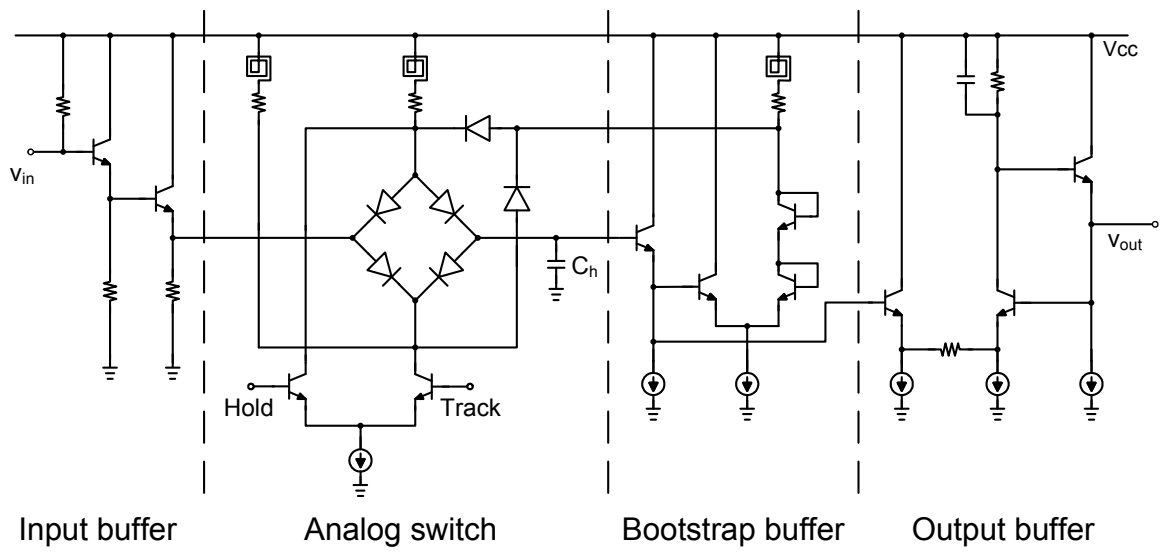 Vcc
vin
vout
Ch
Hold
Track
Input buffer
Analog switch
Bootstrap buffer
Output buffer